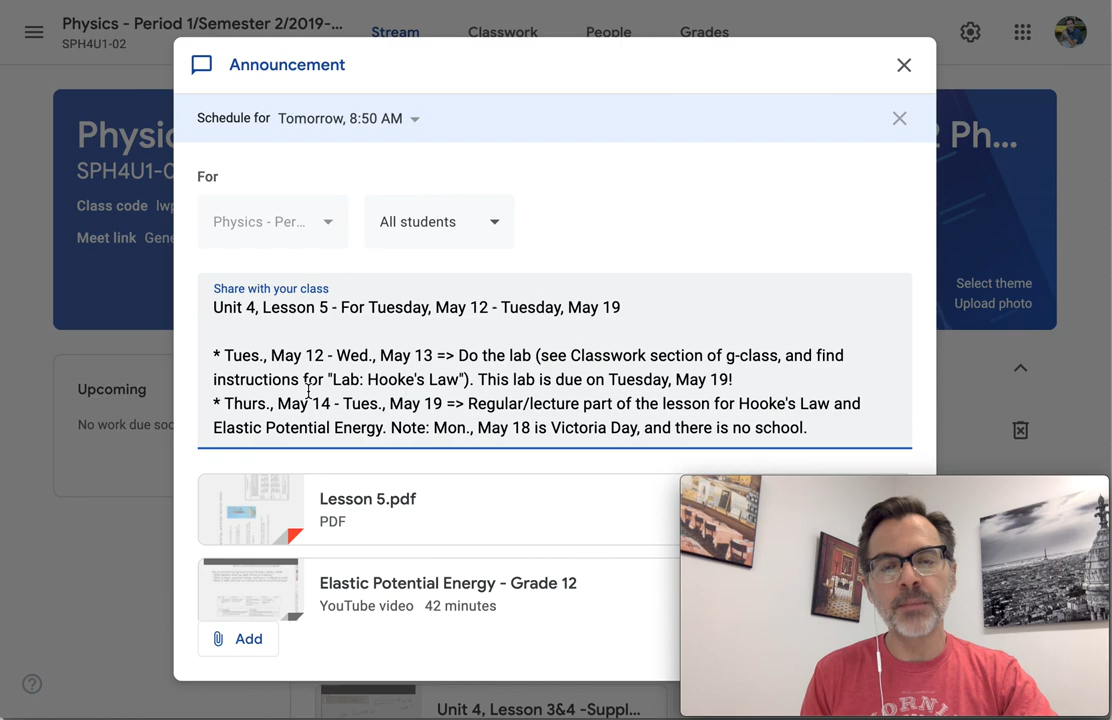 Physics - Period 1/Semester 2/2019-...
SPH4U1-02
Stream
Classwork
People
Grades
Announcement
Schedule for Tomorrow, 8:50 AM
Physic
2 Ph...
SPH4U1-0
Class code lwp
Meet link Gene
Select theme
Upload photo
For
Physics - Per...
All students
Share with your class
Unit 4, Lesson 5 - For Tuesday, May 12 - Tuesday, May 19
* Tues., May 12 - Wed., May 13 => Do the lab (see Classwork section of g-class, and find
instructions for "Lab: Hooke's Law"). This lab is due on Tuesday, May 19!
* Thurs., May 14 - Tues., May 19 => Regular/lecture part of the lesson for Hooke's Law and
Elastic Potential Energy. Note: Mon., May 18 is Victoria Day, and there is no school.
Upcoming
No work due soo
Lesson 5.pdf
PDF
Elastic Potential Energy - Grade 12
YouTube video 42 minutes
Add
Unit 4, Lesson 3&4 -Suppl...